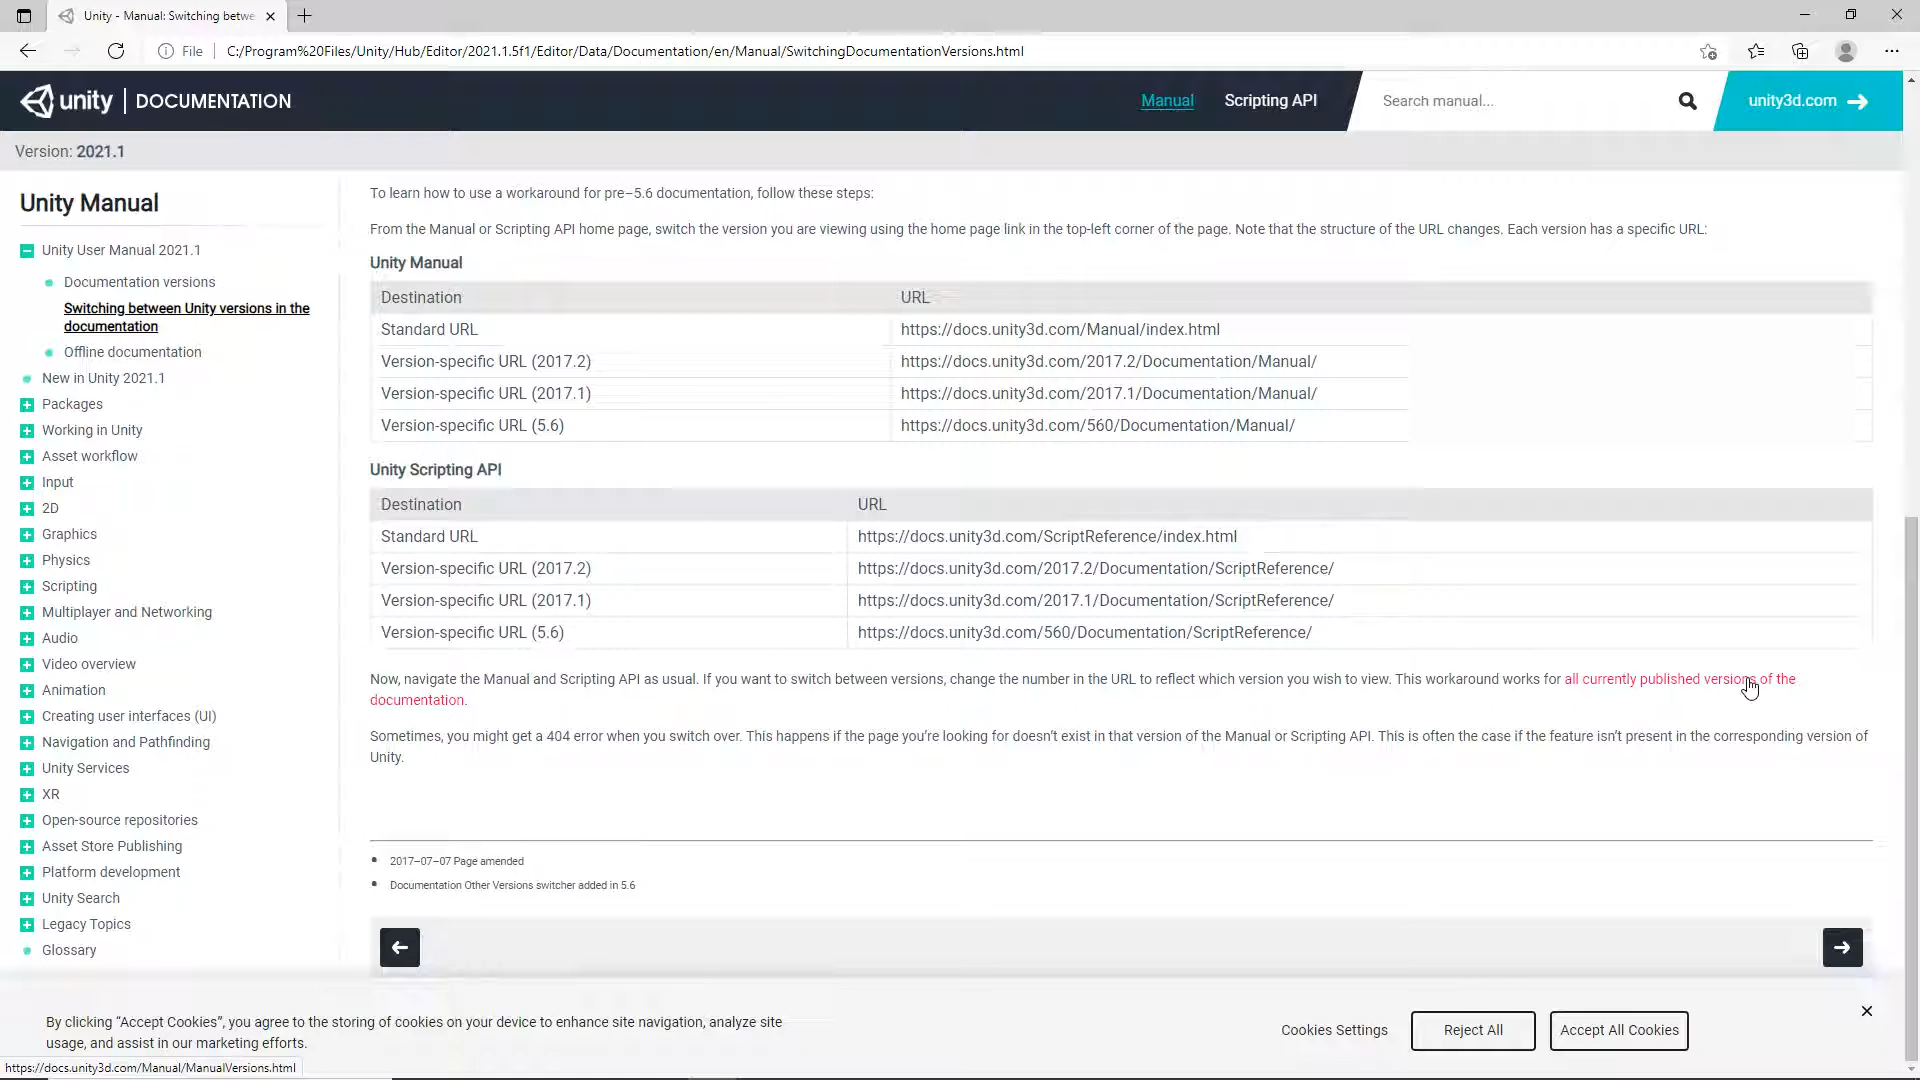 Unity - Manual: Switching betwe
File
C:/Program%20Files/Unity/Hub/Editor/2021.1.5f1/Editor/Data/Documentation/en/Manual/SwitchingDocumentationVersions.html
unity | DOCUMENTATION
Manual
Scripting API
Search manual...
unity3d.com
Version: 2021.1
Unity Manual
Unity User Manual 2021.1
Documentation versions
Switching between Unity versions in the
documentation
Offline documentation
New in Unity 2021.1
Packages
Working in Unity
Asset workflow
Input
2D
Graphics
Physics
Scripting
Multiplayer and Networking
Audio
Video overview
Animation
Creating user interfaces (UI)
Navigation and Pathfinding
Unity Services
XR
Open-source repositories
Asset Store Publishing
Platform development
Unity Search
Legacy Topics
Glossary
To learn how to use a workaround for pre–5.6 documentation, follow these steps:
From the Manual or Scripting API home page, switch the version you are viewing using the home page link in the top-left corner of the page. Note that the structure of the URL changes. Each version has a specific URL:
Unity Manual
Destination URL
Standard URL https://docs.unity3d.com/Manual/index.html
Version-specific URL (2017.2) https://docs.unity3d.com/2017.2/Documentation/Manual/
Version-specific URL (2017.1) https://docs.unity3d.com/2017.1/Documentation/Manual/
Version-specific URL (5.6) https://docs.unity3d.com/560/Documentation/Manual/
Unity Scripting API
Destination URL
Standard URL https://docs.unity3d.com/ScriptReference/index.html
Version-specific URL (2017.2) https://docs.unity3d.com/2017.2/Documentation/ScriptReference/
Version-specific URL (2017.1) https://docs.unity3d.com/2017.1/Documentation/ScriptReference/
Version-specific URL (5.6) https://docs.unity3d.com/560/Documentation/ScriptReference/
Now, navigate the Manual and Scripting API as usual. If you want to switch between versions, change the number in the URL to reflect which version you wish to view. This workaround works for all currently published versions of the
documentation.
Sometimes, you might get a 404 error when you switch over. This happens if the page you're looking for doesn't exist in that version of the Manual or Scripting API. This is often the case if the feature isn't present in the corresponding version of
Unity.
2017–07–07 Page amended
Documentation Other Versions switcher added in 5.6
By clicking “Accept Cookies”, you agree to the storing of cookies on your device to enhance site navigation, analyze site
usage, and assist in our marketing efforts.
Cookies Settings
Reject All
Accept All Cookies
https://docs.unity3d.com/Manual/ManualVersions.html